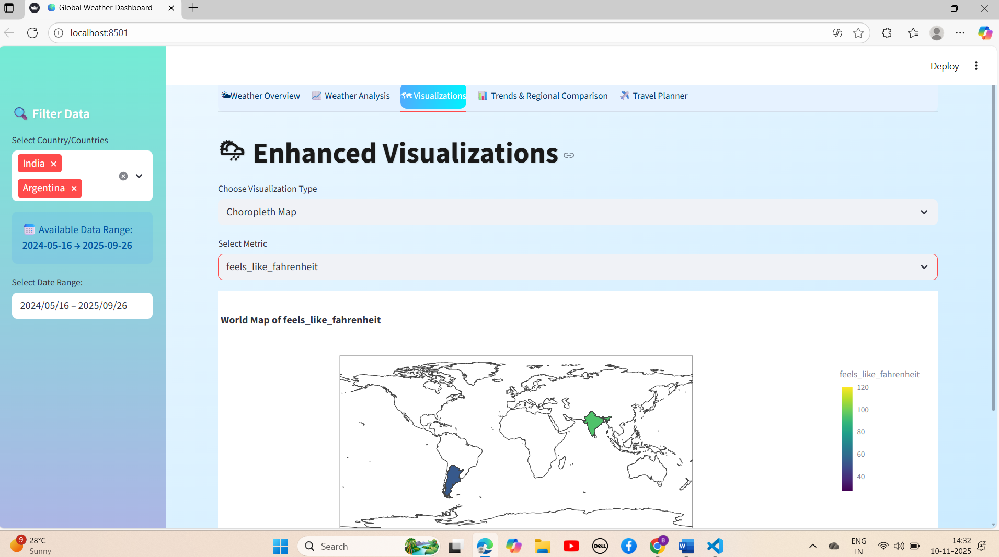 Global Weather Dashboard
localhost:8501
Deploy
Filter Data
Select Country/Countries
India
Argentina
Available Data Range:
2024-05-16 → 2025-09-26
Select Date Range:
2024/05/16 – 2025/09/26
Weather Overview
Weather Analysis
Visualizations
Trends & Regional Comparison
Travel Planner
Enhanced Visualizations
Choose Visualization Type
Choropleth Map
Select Metric
feels_like_fahrenheit
World Map of feels_like_fahrenheit
feels_like_fahrenheit
120
100
80
60
40
9
28°C
Sunny
Search
DELL
B
W
ENG
IN
14:32
10-11-2025